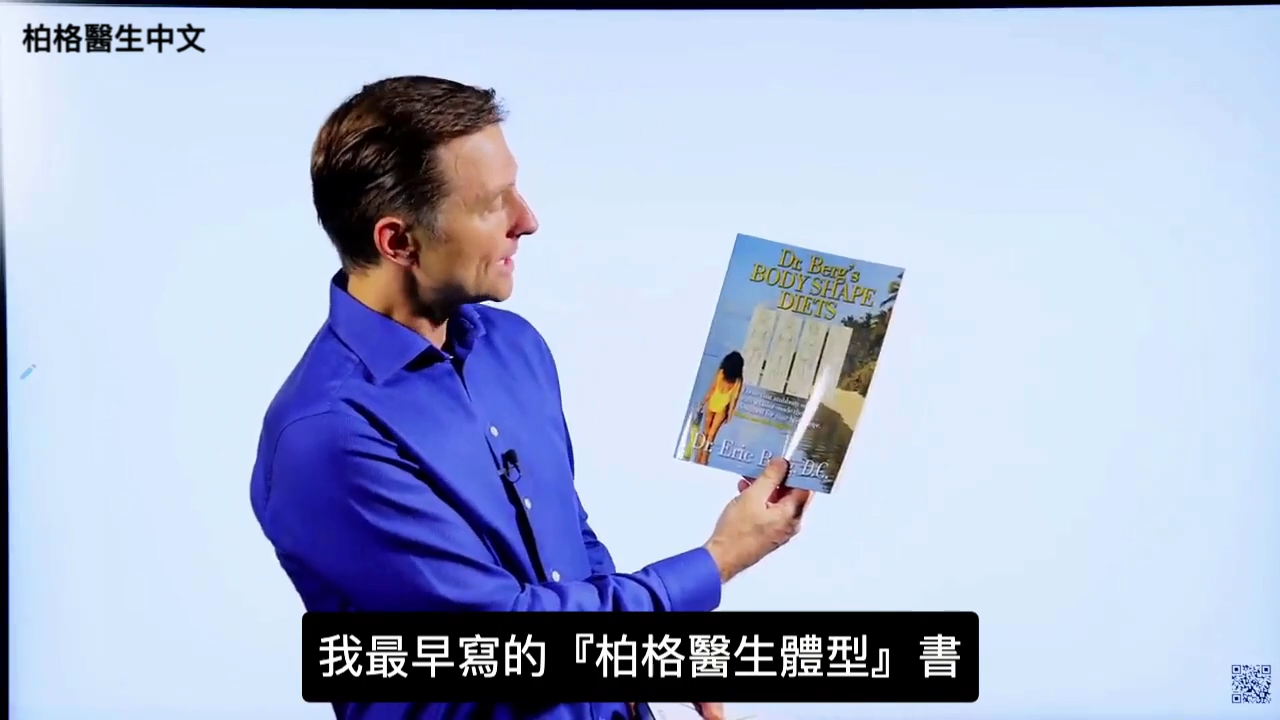 柏格醫生中文
Dr. Berg's
BODY SHAPE
DIETS
Dr. Eric Berg, D.C.
我最早寫的『柏格醫生體型』書